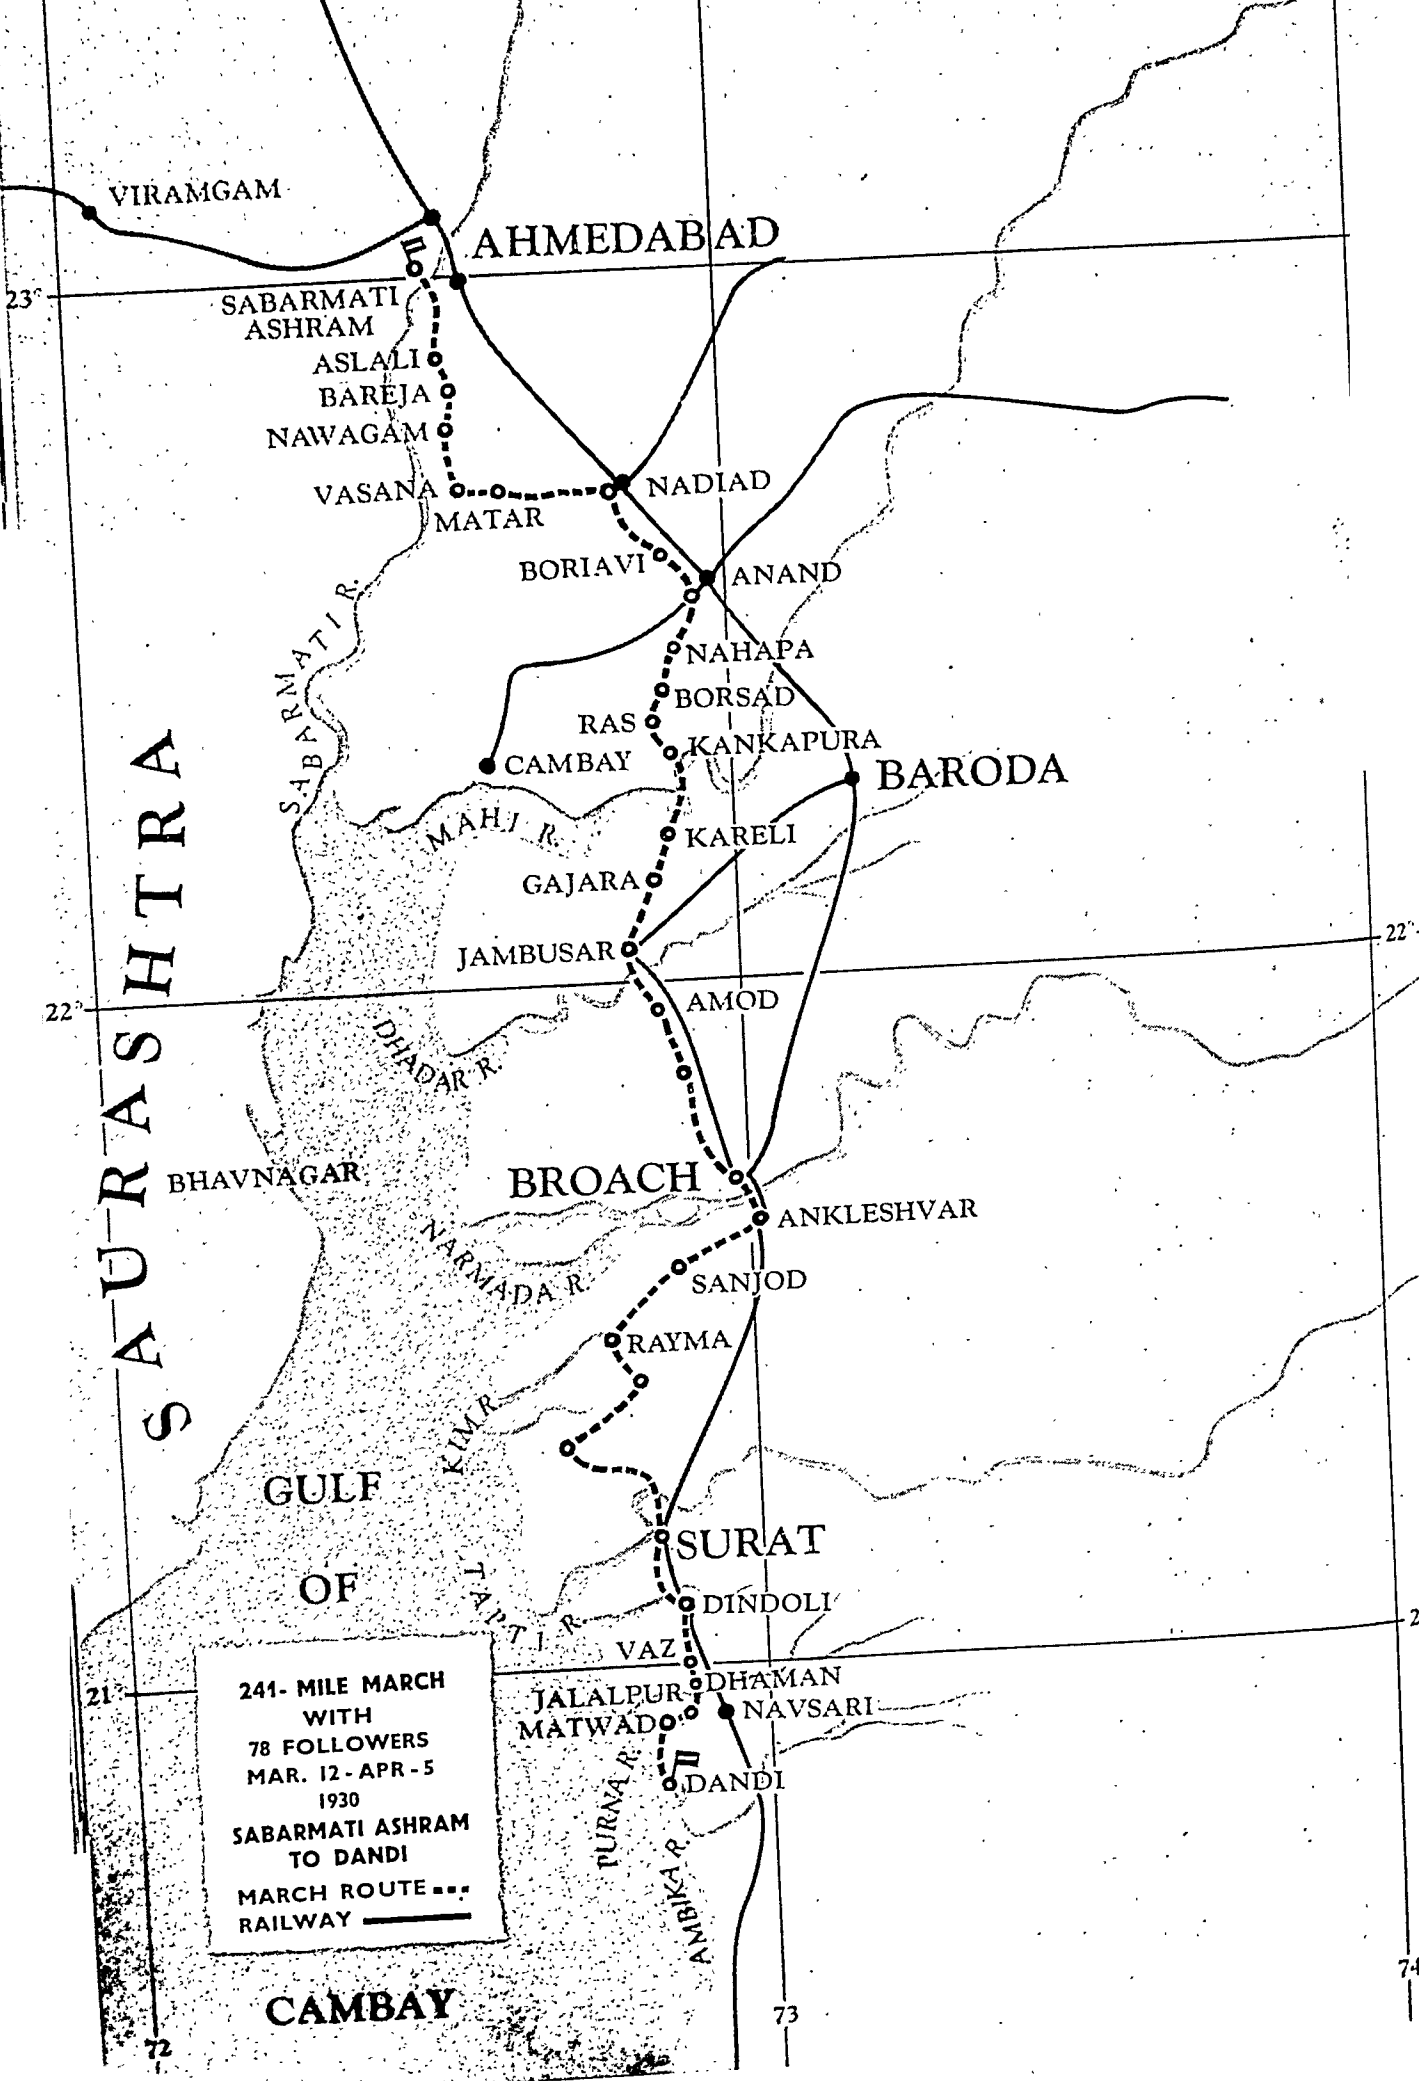 VIRAMGAM
AHMEDABAD
23°
SABARMATI
ASHRAM
ASLALI
BAREJA
NAWAGAM
VASANA
MATAR
NADIAD
BORIAVI
ANAND
SABARMATI R.
NAHAPA
BORSAD
RAS
KANKAPURA
CAMBAY
BARODA
MAHI R.
KARELI
GAJARA
JAMBUSAR
22°
22°
AMOD
DHADAR R.
SAURASHTRA
BHAVNAGAR
BROACH
ANKLESHVAR
NARMADA R.
SANJOD
RAYMA
KIM R.
GULF
OF
SURAT
TAPTI R.
DINDOLI
VAZ
21°
2
DHAMAN
JALALPUR
NAVSARI
MATWAD
DANDI
PURNA R.
AMBIKA R.
241- MILE MARCH
WITH
78 FOLLOWERS
MAR. 12 - APR - 5
1930
SABARMATI ASHRAM
TO DANDI
MARCH ROUTE
RAILWAY
CAMBAY
72
73
74